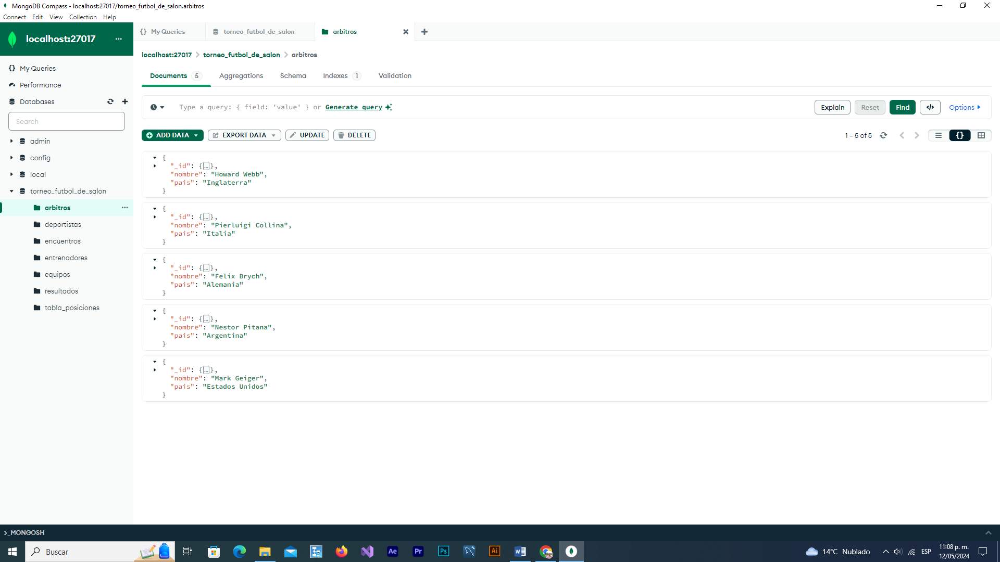 MongoDB Compass - localhost:27017/torneo_futbol_de_salon.arbitros
Connect Edit View Collection Help
localhost:27017 ...
{} My Queries
torneo_futbol_de_salon
arbitros
localhost:27017 > torneo_futbol_de_salon > arbitros
{} My Queries
Performance
Databases
Search
admin
config
local
torneo_futbol_de_salon
arbitros ...
deportistas
encuentros
entrenadores
equipos
resultados
tabla_posiciones
Documents 5 Aggregations Schema Indexes 1 Validation
Type a query: { field: 'value' } or Generate query
Explain Reset Find </> Options
ADD DATA EXPORT DATA UPDATE DELETE
1 – 5 of 5 {}
{
"_id": {…},
"nombre": "Howard Webb",
"pais": "Inglaterra"
}
{
"_id": {…},
"nombre": "Pierluigi Collina",
"pais": "Italia"
}
{
"_id": {…},
"nombre": "Felix Brych",
"pais": "Alemania"
}
{
"_id": {…},
"nombre": "Nestor Pitana",
"pais": "Argentina"
}
{
"_id": {…},
"nombre": "Mark Geiger",
"pais": "Estados Unidos"
}
>_MONGOSH
Buscar
Ae
Pr
Ps
Ai
14°C Nublado
ESP
11:08 p. m.
12/05/2024